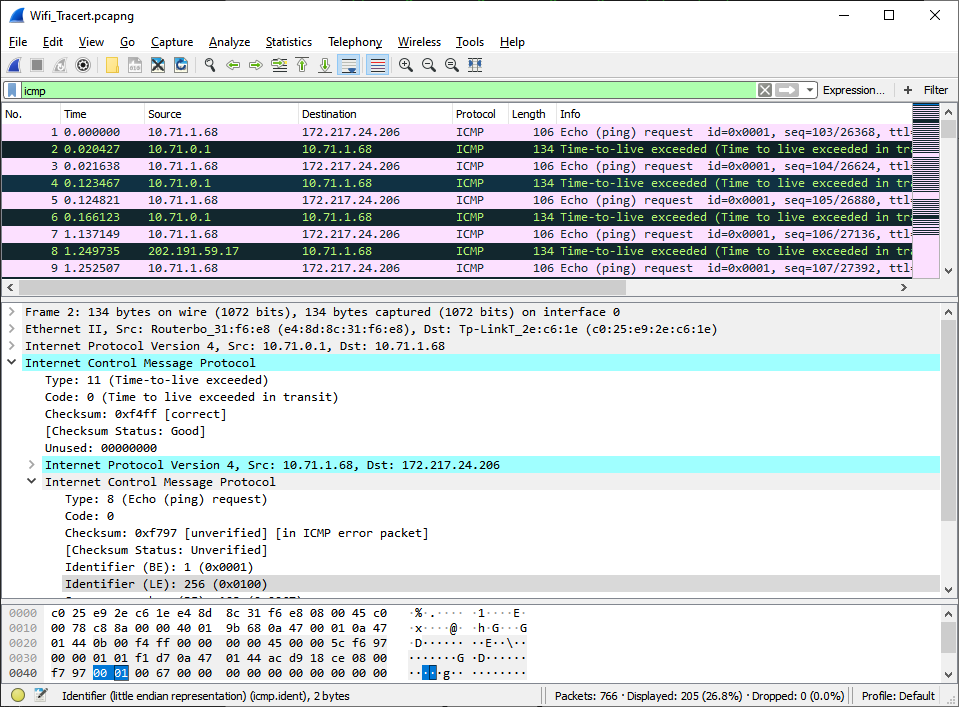 Wifi_Tracert.pcapng
File Edit View Go Capture Analyze Statistics Telephony Wireless Tools Help
icmp Expression... + Filter
No. Time Source Destination Protocol Length Info
1 0.000000 10.71.1.68 172.217.24.206 ICMP 106 Echo (ping) request id=0x0001, seq=103/26368, ttl=
2 0.020427 10.71.0.1 10.71.1.68 ICMP 134 Time-to-live exceeded (Time to live exceeded in tr
3 0.021638 10.71.1.68 172.217.24.206 ICMP 106 Echo (ping) request id=0x0001, seq=104/26624, ttl=
4 0.123467 10.71.0.1 10.71.1.68 ICMP 134 Time-to-live exceeded (Time to live exceeded in tr
5 0.124821 10.71.1.68 172.217.24.206 ICMP 106 Echo (ping) request id=0x0001, seq=105/26880, ttl=
6 0.166123 10.71.0.1 10.71.1.68 ICMP 134 Time-to-live exceeded (Time to live exceeded in tr
7 1.137149 10.71.1.68 172.217.24.206 ICMP 106 Echo (ping) request id=0x0001, seq=106/27136, ttl=
8 1.249735 202.191.59.17 10.71.1.68 ICMP 134 Time-to-live exceeded (Time to live exceeded in tr
9 1.252507 10.71.1.68 172.217.24.206 ICMP 106 Echo (ping) request id=0x0001, seq=107/27392, ttl=
Frame 2: 134 bytes on wire (1072 bits), 134 bytes captured (1072 bits) on interface 0
Ethernet II, Src: Routerbo_31:f6:e8 (e4:8d:8c:31:f6:e8), Dst: Tp-LinkT_2e:c6:1e (c0:25:e9:2e:c6:1e)
Internet Protocol Version 4, Src: 10.71.0.1, Dst: 10.71.1.68
Internet Control Message Protocol
Type: 11 (Time-to-live exceeded)
Code: 0 (Time to live exceeded in transit)
Checksum: 0xf4ff [correct]
[Checksum Status: Good]
Unused: 00000000
Internet Protocol Version 4, Src: 10.71.1.68, Dst: 172.217.24.206
Internet Control Message Protocol
Type: 8 (Echo (ping) request)
Code: 0
Checksum: 0xf797 [unverified] [in ICMP error packet]
[Checksum Status: Unverified]
Identifier (BE): 1 (0x0001)
Identifier (LE): 256 (0x0100)
0000 c0 25 e9 2e c6 1e e4 8d 8c 31 f6 e8 08 00 45 c0 ·%·.···· ·1····E·
0010 00 78 c8 8a 00 00 40 01 9b 68 0a 47 00 01 0a 47 ·x····@· ·h·G···G
0020 01 44 0b 00 f4 ff 00 00 00 00 45 00 00 5c f6 97 ·D······ ··E··\··
0030 00 00 01 01 f1 d7 0a 47 01 44 ac d9 18 ce 08 00 ·······G ·D······
0040 f7 97 00 01 00 67 00 00 00 00 00 00 00 00 00 00 ·····g·· ········
Identifier (little endian representation) (icmp.ident), 2 bytes Packets: 766 · Displayed: 205 (26.8%) · Dropped: 0 (0.0%) Profile: Default